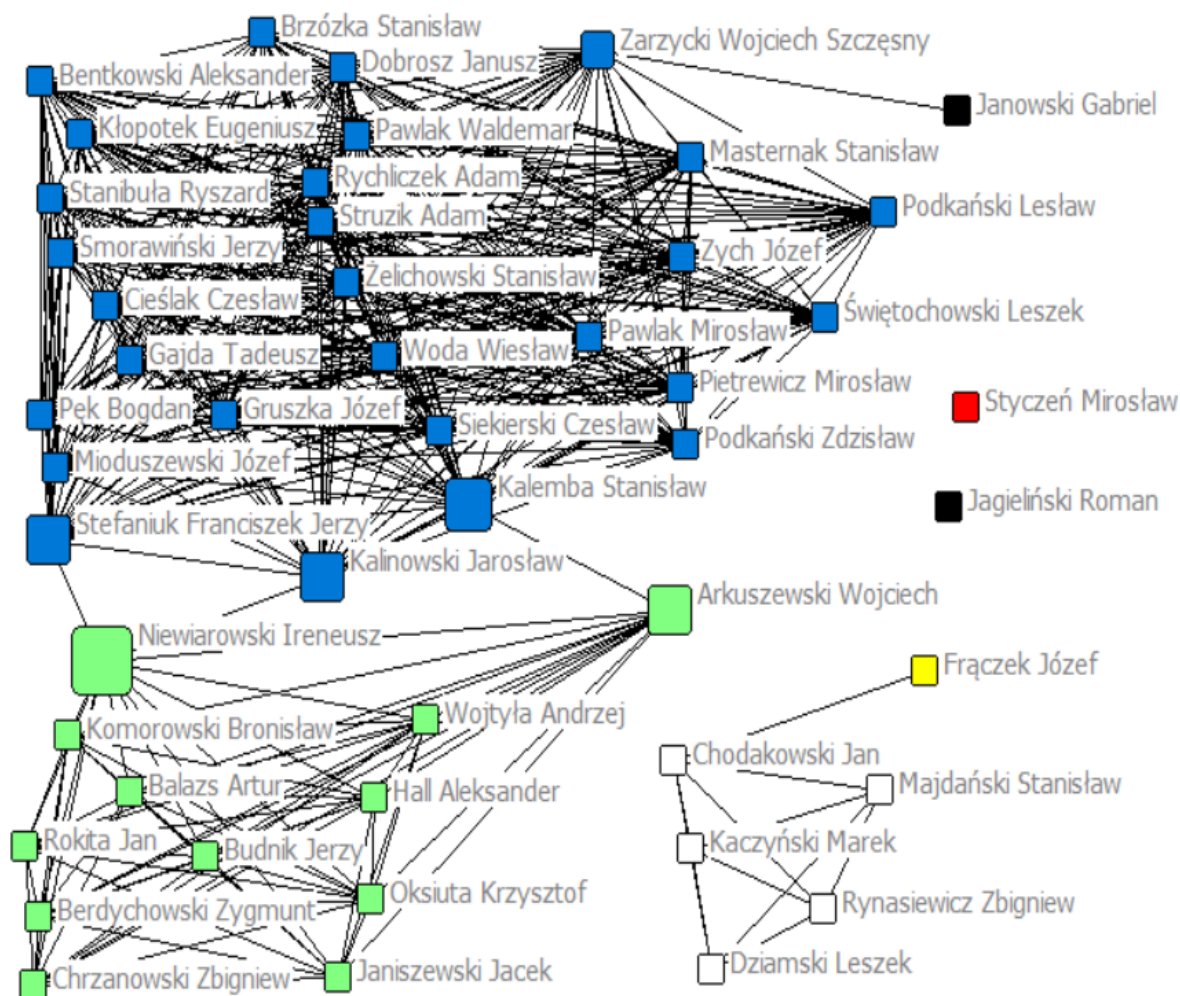 Brzózka Stanisław
Zarzycki Wojciech Szczęsny
Bentkowski Aleksander
Dobrosz Janusz
Janowski Gabriel
Kłopotek Eugeniusz
Pawlak Waldemar
Masternak Stanisław
Stanibuła Ryszard
Rychliczek Adam
Podkański Lesław
Struzik Adam
Smorawiński Jerzy
Zych Józef
Żelichowski Stanisław
Cieślak Czesław
Świętochowski Leszek
Pawlak Mirosław
Gajda Tadeusz
Woda Wiesław
Pietrewicz Mirosław
Styczeń Mirosław
Pęk Bogdan
Gruszka Józef
Siekierski Czesław
Podkański Zdzisław
Mioduszewski Józef
Kalemba Stanisław
Jagieliński Roman
Stefaniuk Franciszek Jerzy
Kalinowski Jarosław
Arkuszewski Wojciech
Niewiarowski Ireneusz
Frączek Józef
Komorowski Bronisław
Wojtyła Andrzej
Chodakowski Jan
Balazs Artur
Hall Aleksander
Majdański Stanisław
Rokita Jan
Budnik Jerzy
Kaczyński Marek
Oksiuta Krzysztof
Rynasiewicz Zbigniew
Berdychowski Zygmunt
Dziamski Leszek
Chrzanowski Zbigniew
Janiszewski Jacek